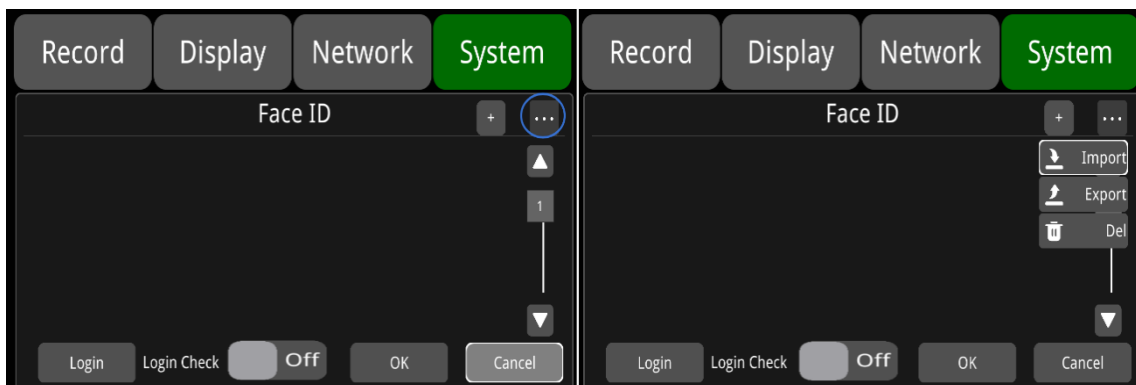 Record Display Network System
Face ID + ...
1
Login Login Check Off OK Cancel
Record Display Network System
Face ID + ...
Import
Export
Del
Login Login Check Off OK Cancel